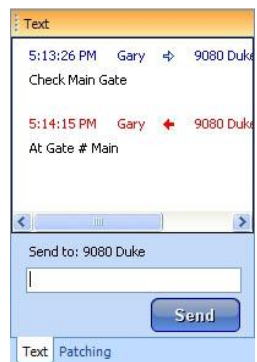 Text
5:13:26 PM Gary 9080 Duke
Check Main Gate
5:14:15 PM Gary 9080 Duke
At Gate # Main
Send to: 9080 Duke
Send
Text Patching